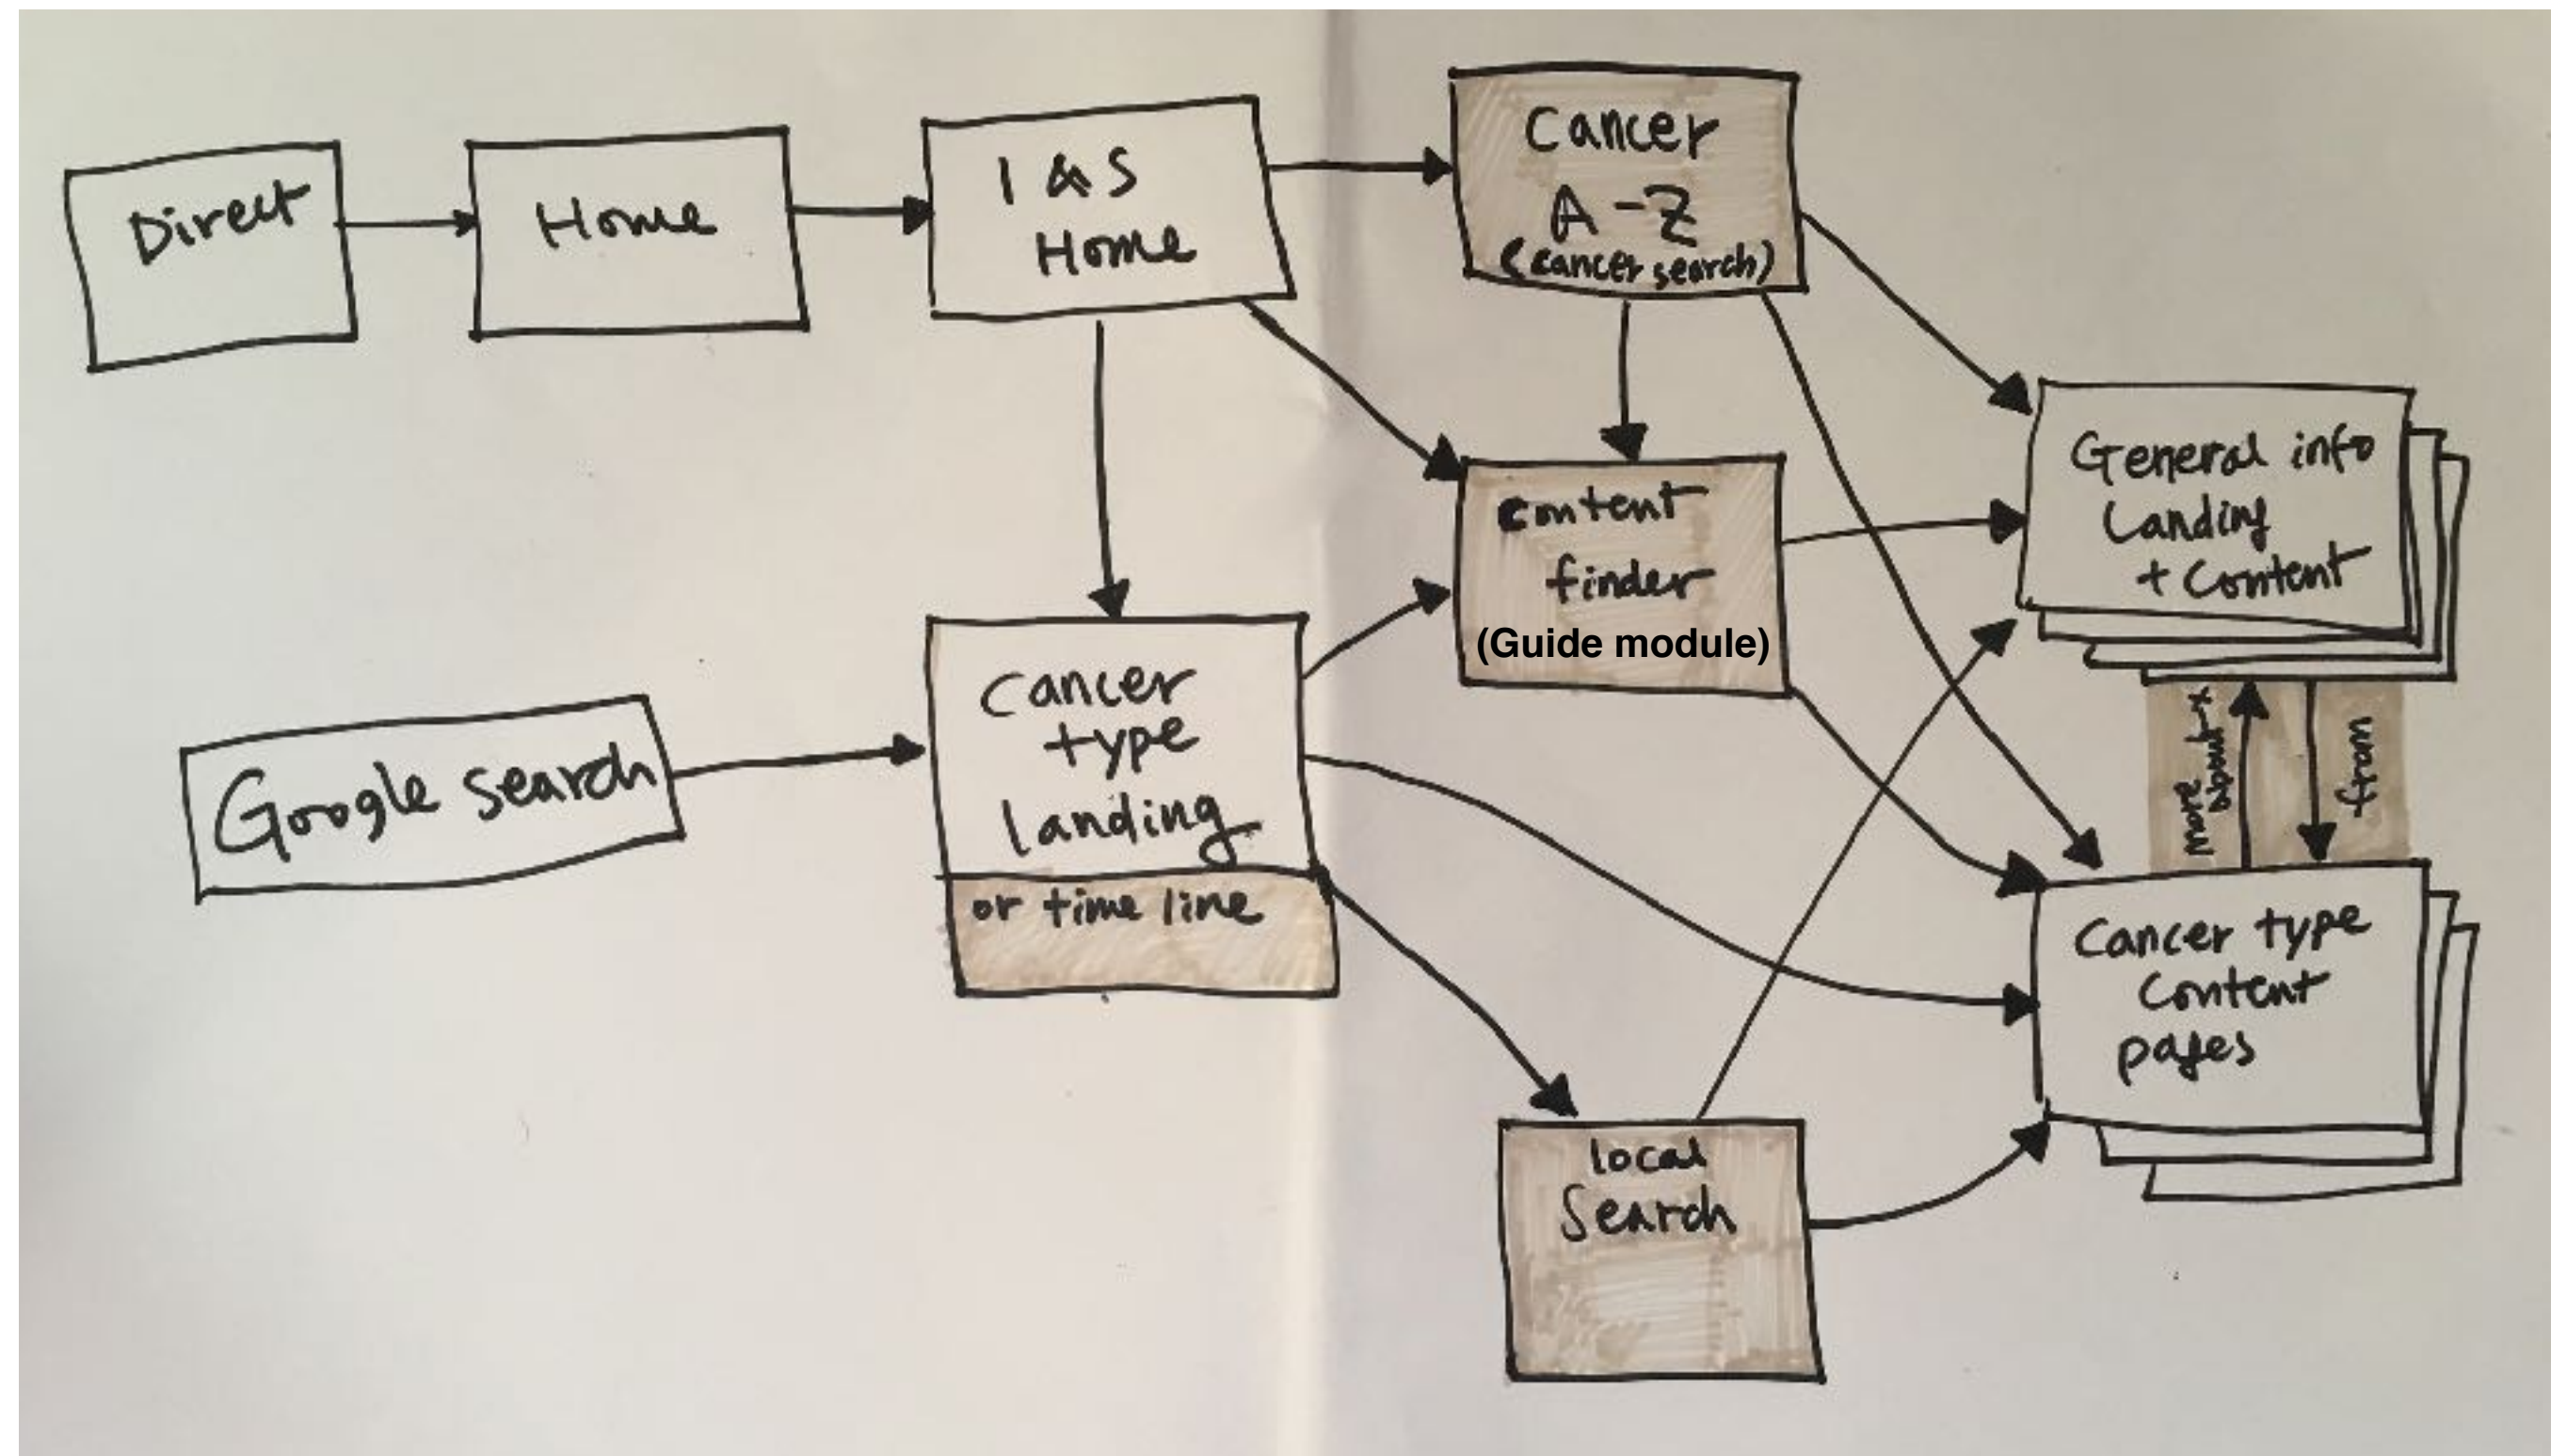 Direct
Home
I & S
Home
Cancer
A-Z
(cancer search)
General info
Landing
+ Content
Content
finder
(Guide module)
Cancer
type
landing
or time line
Google search
more
about x
from
Cancer type
Content
pages
local
Search